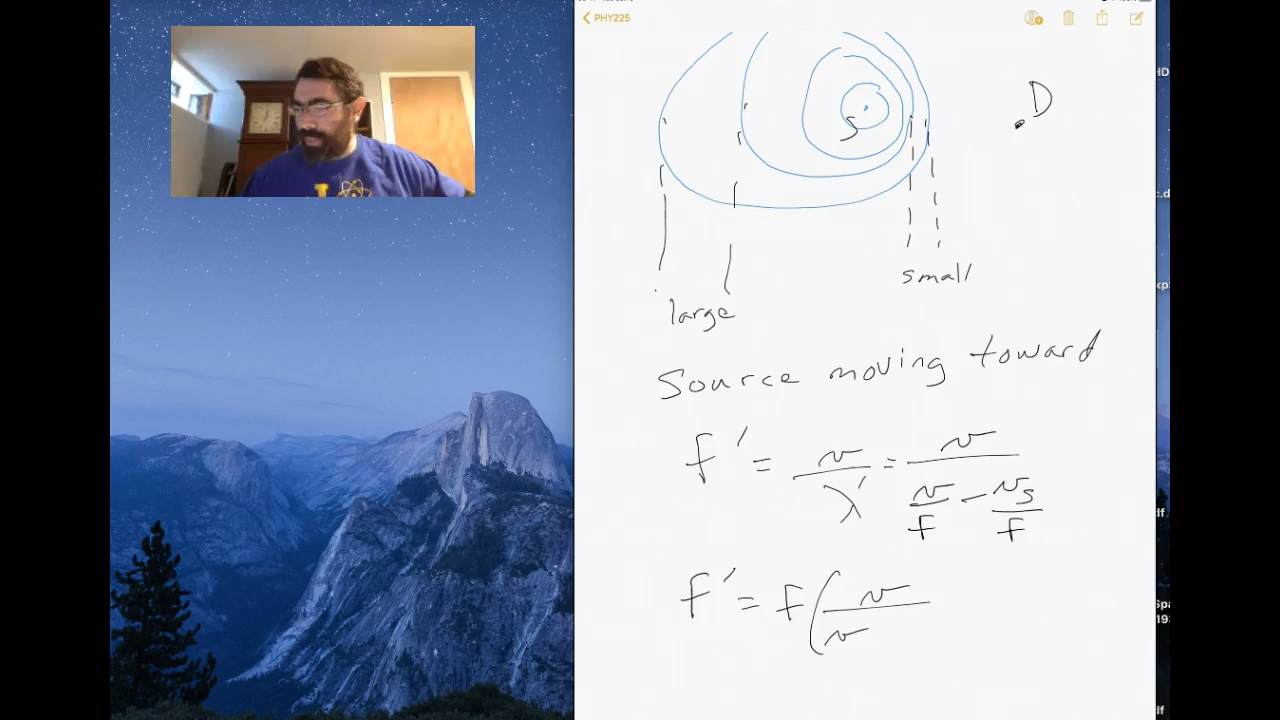 PHY225
D
S
small
large
Source moving toward
f' = v/λ' = v/(v/f - vs/f)
f' = f(v/v